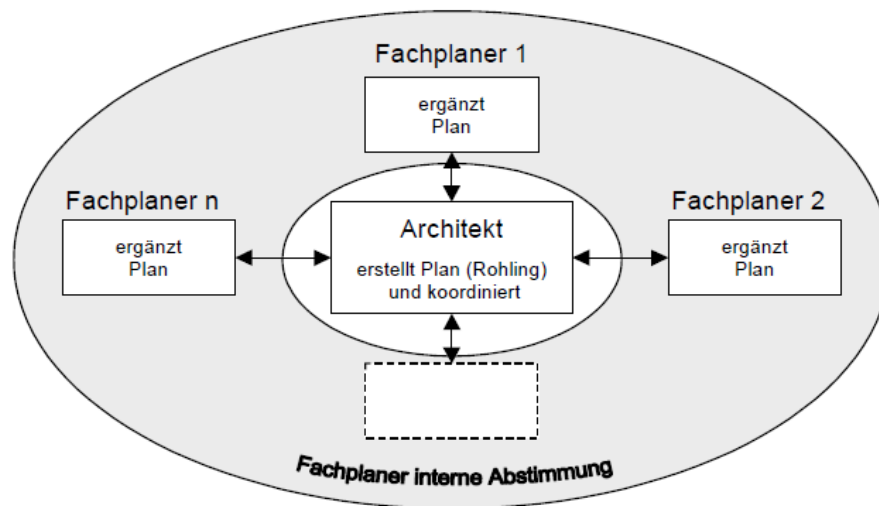 Fachplaner 1
ergänzt
Plan
Fachplaner n
ergänzt
Plan
Architekt
erstellt Plan (Rohling)
und koordiniert
Fachplaner 2
ergänzt
Plan
Fachplaner interne Abstimmung